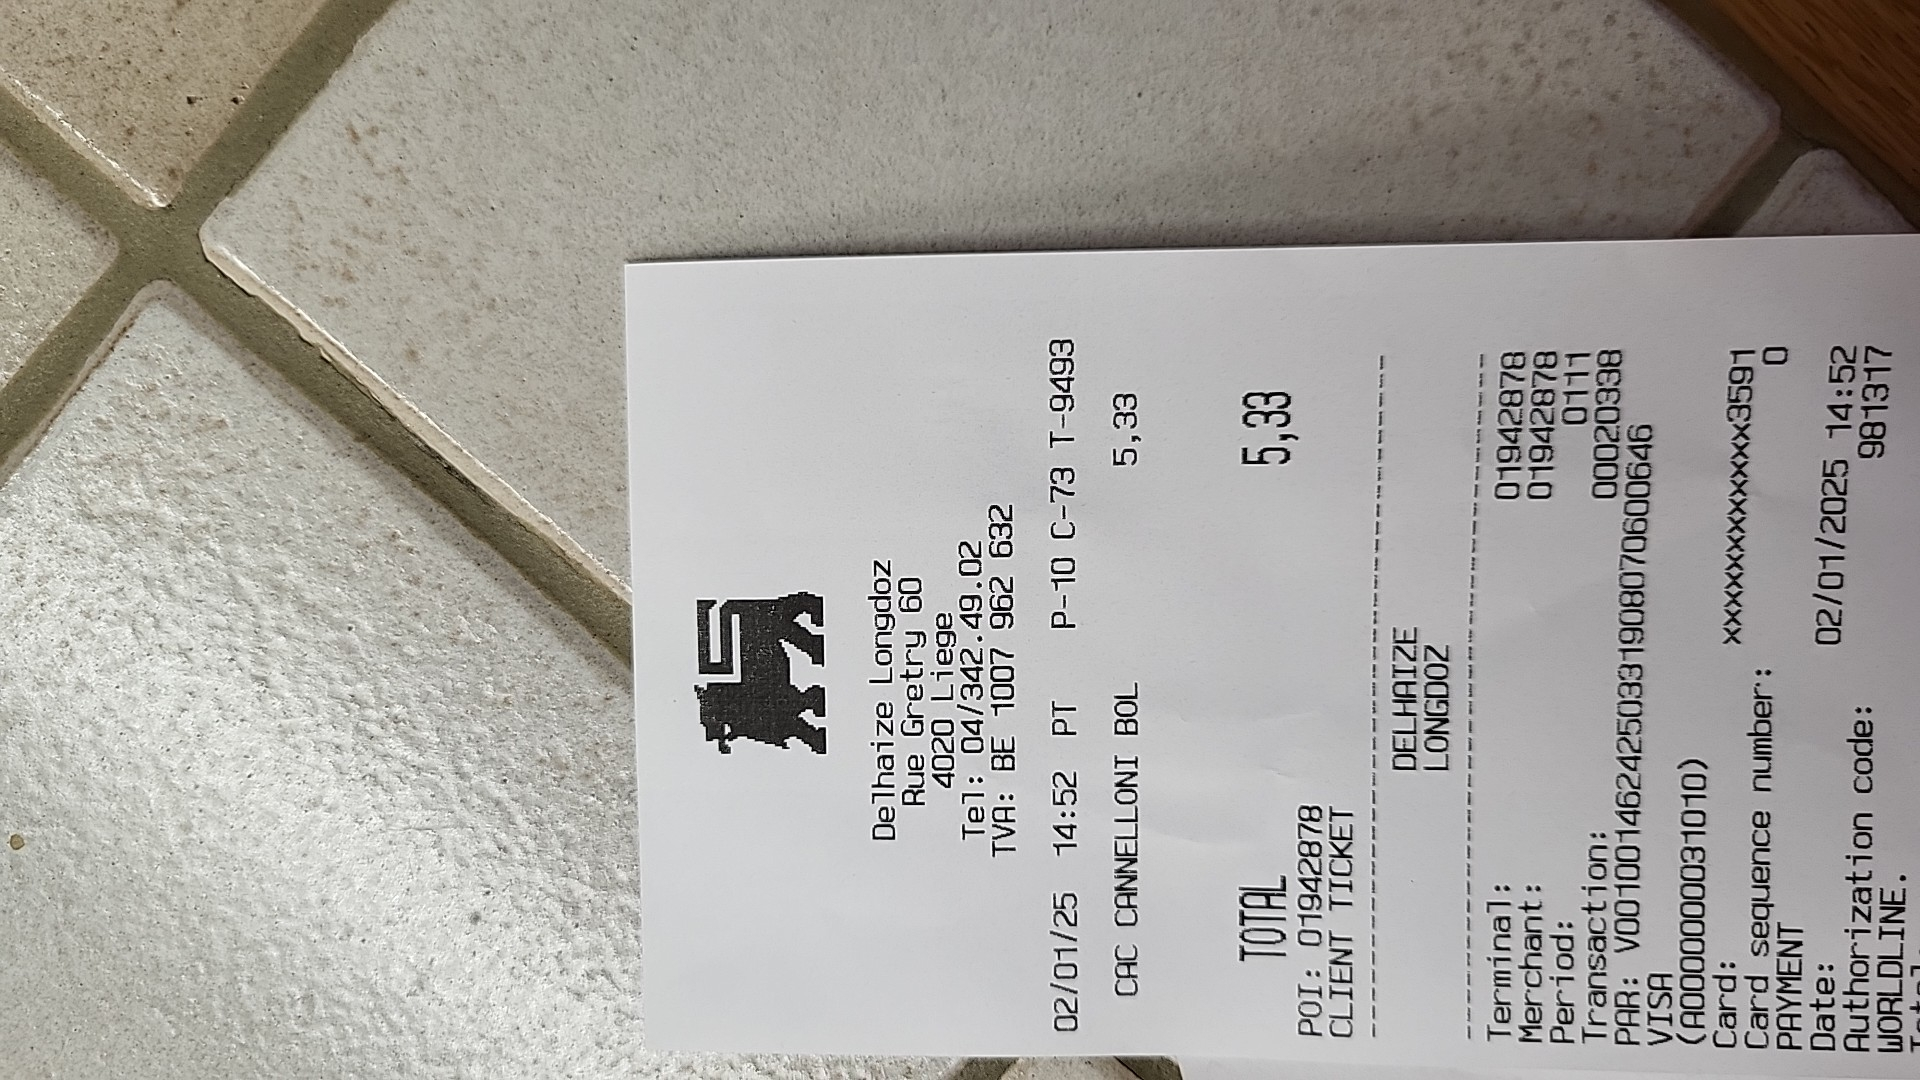 Delhaize Longdoz
Rue Gretry 60
4020 Liege
Tel: 04/342.49.02
TVA: BE 1007 962 632
02/01/25 14:52 PT P-10 C-73 T-9493
CAC CANNELLONI BOL 5,33
TOTAL 5,33
POI: 01942878
CLIENT TICKET
DELHAIZE
LONGDOZ
Terminal: 01942878
Merchant: 01942878
Period: 0111
Transaction: 00020338
PAR: V0010014624250331908070600646
VISA
(A0000000031010)
Card: xxxxxxxxxxxx3591
Card sequence number: 0
PAYMENT
Date: 02/01/2025 14:52
Authorization code: 981317
WORLDLINE.